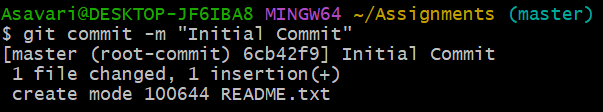 Asavari@DESKTOP-JF6IBA8 MINGW64 ~/Assignments (master)
$ git commit -m "Initial Commit"
[master (root-commit) 6cb42f9] Initial Commit
 1 file changed, 1 insertion(+)
 create mode 100644 README.txt